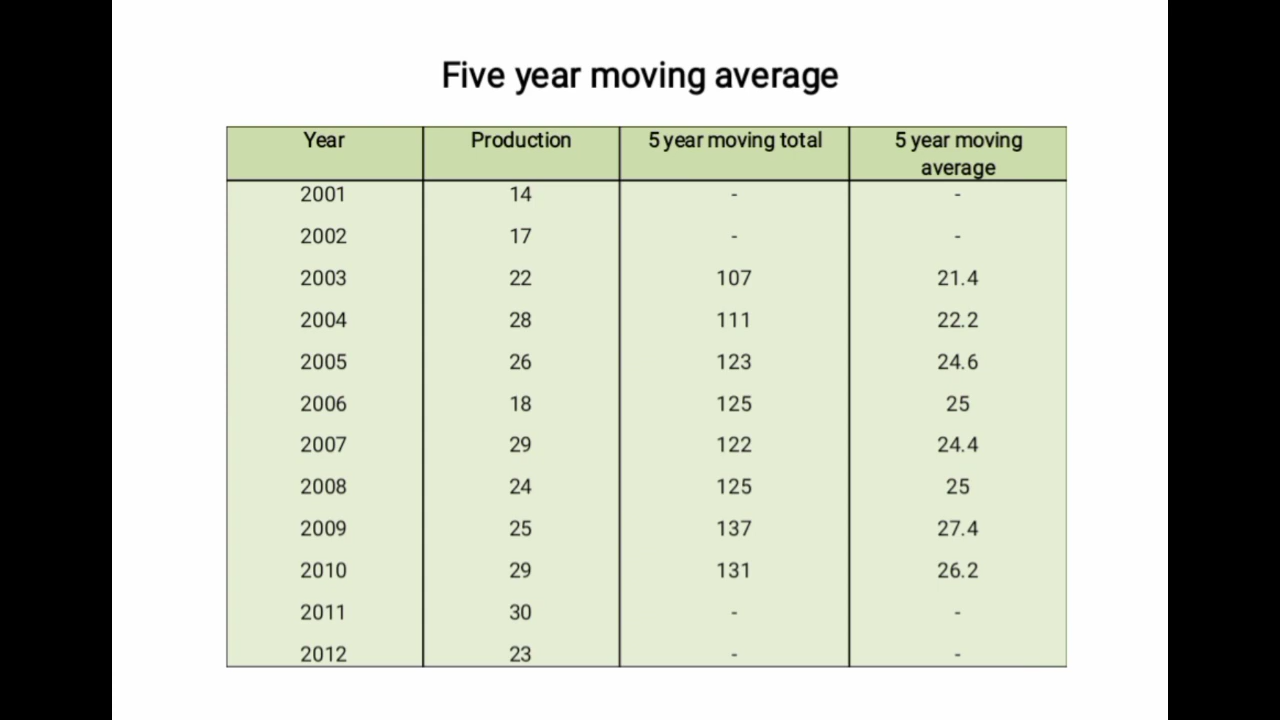 Five year moving average
Year Production 5 year moving total 5 year moving average
2001 14 - -
2002 17 - -
2003 22 107 21.4
2004 28 111 22.2
2005 26 123 24.6
2006 18 125 25
2007 29 122 24.4
2008 24 125 25
2009 25 137 27.4
2010 29 131 26.2
2011 30 - -
2012 23 - -